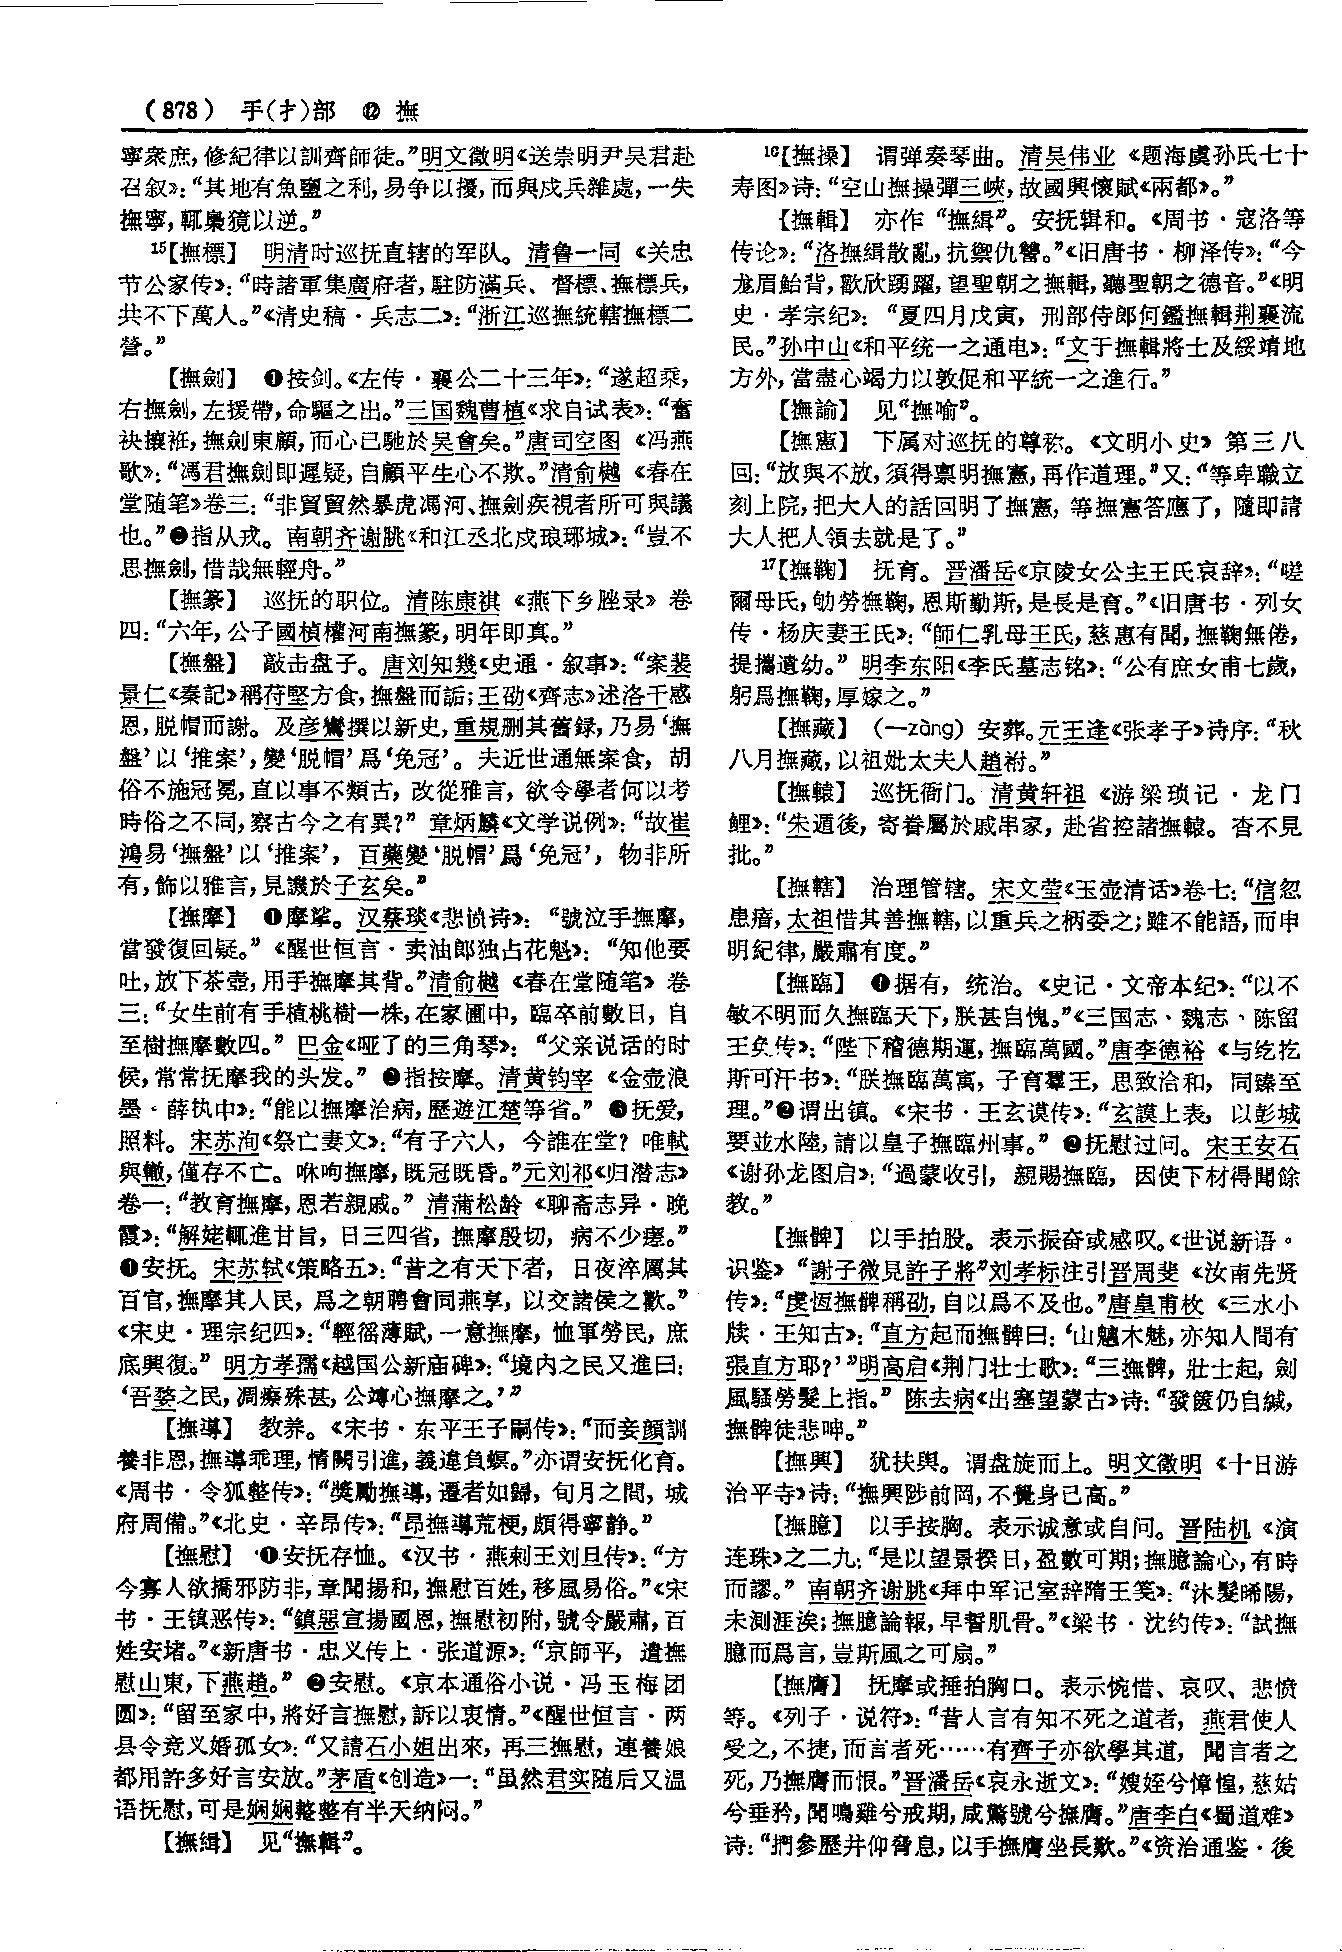 （878） 手(扌)部 ⓬ 撫
寧衆庶，修紀律以訓齊師徒。”明文徵明《送崇明尹吴君赴
召叙》：“其地有魚鹽之利，易争以擾，而與戍兵雜處，一失
撫寧，輒梟獍以逆。”
15【撫標】 明清时巡抚直辖的军队。清鲁一同《关忠
节公家传》：“時諸軍集廣府者，駐防滿兵、督標、撫標兵，
共不下萬人。”《清史稿·兵志二》：“浙江巡撫統轄撫標二
營。”
【撫劍】 ❶按剑。《左传·襄公二十三年》：“遂超乘，
右撫劍，左援帶，命驅之出。”三国魏曹植《求自试表》：“奮
袂攘袵，撫劍東顧，而心已馳於吴會矣。”唐司空图《冯燕
歌》：“馮君撫劍即遲疑，自顧平生心不欺。”清俞樾《春在
堂随笔》卷三：“非貿貿然暴虎馮河、撫劍疾視者所可與議
也。”❷指从戎。南朝齐谢朓《和江丞北戍琅琊城》：“豈不
思撫劍，惜哉無輕舟。”
【撫篆】 巡抚的职位。清陈康祺《燕下乡脞录》卷
四：“六年，公子國楨權河南撫篆，明年即真。”
【撫盤】 敲击盘子。唐刘知幾《史通·叙事》：“案裴
景仁《秦記》稱苻堅方食，撫盤而詬；王劭《齊志》述洛干感
恩，脱帽而謝。及彦鸞撰以新史，重規删其舊録，乃易‘撫
盤’以‘推案’，變‘脱帽’爲‘免冠’。夫近世通無案食，胡
俗不施冠冕，直以事不類古，改從雅言，欲令學者何以考
時俗之不同，察古今之有異？”章炳麟《文学说例》：“故崔
鴻易‘撫盤’以‘推案’，百藥變‘脱帽’爲‘免冠’，物非所
有，飾以雅言，見譏於子玄矣。”
【撫摩】 ❶摩挲。汉蔡琰《悲愤诗》：“號泣手撫摩，
當發復回疑。”《醒世恒言·卖油郎独占花魁》：“知他要
吐，放下茶壺，用手撫摩其背。”清俞樾《春在堂随笔》卷
三：“女生前有手植桃樹一株，在家圃中，臨卒前數日，自
至樹撫摩數四。”巴金《哑了的三角琴》：“父亲说话的时
候，常常抚摩我的头发。”❷指按摩。清黄钧宰《金壶浪
墨·薛执中》：“能以撫摩治病，歷遊江楚等省。”❸抚爱，
照料。宋苏洵《祭亡妻文》：“有子六人，今誰在堂？唯軾
與轍，僅存不亡。咻呴撫摩，既冠既昏。”元刘祁《归潜志》
卷一：“教育撫摩，恩若親戚。”清蒲松龄《聊斋志异·晚
霞》：“解姥輒進甘旨，日三四省，撫摩殷切，病不少瘥。”
❹安抚。宋苏轼《策略五》：“昔之有天下者，日夜淬厲其
百官，撫摩其人民，爲之朝聘會同燕享，以交諸侯之歡。”
《宋史·理宗纪四》：“輕徭薄賦，一意撫摩，恤軍勞民，庶
底興復。”明方孝孺《越国公新庙碑》：“境内之民又進曰：
‘吾婺之民，凋瘵殊甚，公竱心撫摩之。’”
【撫導】 教养。《宋书·东平王子嗣传》：“而妾顔訓
養非恩，撫導乖理，情闕引進，義違負螟。”亦谓安抚化育。
《周书·令狐整传》：“奬勵撫導，遷者如歸，旬月之間，城
府周備。”《北史·辛昂传》：“昂撫導荒梗，頗得寧静。”
【撫慰】 ❶安抚存恤。《汉书·燕刺王刘旦传》：“方
今寡人欲撟邪防非，章聞揚和，撫慰百姓，移風易俗。”《宋
书·王镇恶传》：“鎮惡宣揚國恩，撫慰初附，號令嚴肅，百
姓安堵。”《新唐书·忠义传上·张道源》：“京師平，遣撫
慰山東，下燕趙。”❷安慰。《京本通俗小说·冯玉梅团
圆》：“留至家中，將好言撫慰，訴以衷情。”《醒世恒言·两
县令竞义婚孤女》：“又請石小姐出來，再三撫慰，連養娘
都用許多好言安放。”茅盾《创造》一：“虽然君实随后又温
语抚慰，可是娴娴整整有半天纳闷。”
【撫緝】 见“撫輯”。
16【撫操】 谓弹奏琴曲。清吴伟业《题海虞孙氏七十
寿图》诗：“空山撫操彈三峽，故國興懷賦《兩都》。”
【撫輯】 亦作“撫緝”。安抚辑和。《周书·寇洛等
传论》：“洛撫緝散亂，抗禦仇讐。”《旧唐书·柳泽传》：“今
龙眉鮐背，歡欣踴躍，望聖朝之撫輯，聽聖朝之德音。”《明
史·孝宗纪》：“夏四月戊寅，刑部侍郎何鑑撫輯荆襄流
民。”孙中山《和平统一之通电》：“文于撫輯將士及綏靖地
方外，當盡心竭力以敦促和平統一之進行。”
【撫諭】 见“撫喻”。
【撫憲】 下属对巡抚的尊称。《文明小史》第三八
回：“放與不放，須得禀明撫憲，再作道理。”又：“等卑職立
刻上院，把大人的話回明了撫憲，等撫憲答應了，隨即請
大人把人領去就是了。”
17【撫鞠】 抚育。晋潘岳《京陵女公主王氏哀辞》：“嗟
爾母氏，劬勞撫鞠，恩斯勤斯，是長是育。”《旧唐书·列女
传·杨庆妻王氏》：“師仁乳母王氏，慈惠有聞，撫鞠無倦，
提攜遺幼。”明李东阳《李氏墓志铭》：“公有庶女甫七歲，
躬爲撫鞠，厚嫁之。”
【撫藏】 （—zàng）安葬。元王逢《张孝子》诗序：“秋
八月撫藏，以祖妣太夫人趙祔。”
【撫轅】 巡抚衙门。清黄轩祖《游梁琐记·龙门
鲤》：“朱遁後，寄眷屬於戚串家，赴省控諸撫轅。杳不見
批。”
【撫轄】 治理管辖。宋文莹《玉壶清话》卷七：“信忽
患瘖，太祖惜其善撫轄，以重兵之柄委之；雖不能語，而申
明紀律，嚴肅有度。”
【撫臨】 ❶据有，统治。《史记·文帝本纪》：“以不
敏不明而久撫臨天下，朕甚自愧。”《三国志·魏志·陈留
王奂传》：“陛下稽德期運，撫臨萬國。”唐李德裕《与纥扢
斯可汗书》：“朕撫臨萬寓，子育羣王，思致洽和，同臻至
理。”❷谓出镇。《宋书·王玄谟传》：“玄謨上表，以彭城
要並水陸，請以皇子撫臨州事。”❷抚慰过问。宋王安石
《谢孙龙图启》：“過蒙收引，親賜撫臨，因使下材得聞餘
教。”
【撫髀】 以手拍股。表示振奋或感叹。《世说新语·
识鉴》“謝子微見許子將”刘孝标注引晋周斐《汝南先贤
传》：“虔恆撫髀稱劭，自以爲不及也。”唐皇甫枚《三水小
牍·王知古》：“直方起而撫髀曰：‘山魈木魅，亦知人間有
張直方耶？’”明高启《荆门壮士歌》：“三撫髀，壯士起，劍
風騷勞髮上指。”陈去病《出塞望蒙古》诗：“發篋仍自緘，
撫髀徒悲呻。”
【撫輿】 犹扶舆。谓盘旋而上。明文徵明《十日游
治平寺》诗：“撫輿陟前岡，不覺身已高。”
【撫臆】 以手按胸。表示诚意或自问。晋陆机《演
连珠》之二九：“是以望景揆日，盈數可期；撫臆論心，有時
而謬。”南朝齐谢朓《拜中军记室辞隋王笺》：“沐髮晞陽，
未測涯涘；撫臆論報，早誓肌骨。”《梁书·沈约传》：“試撫
臆而爲言，豈斯風之可扇。”
【撫膺】 抚摩或捶拍胸口。表示惋惜、哀叹、悲愤
等。《列子·说符》：“昔人言有知不死之道者，燕君使人
受之，不捷，而言者死……有齊子亦欲學其道，聞言者之
死，乃撫膺而恨。”晋潘岳《哀永逝文》：“嫂姪兮慞惶，慈姑
兮垂矜，聞鳴雞兮戒期，咸驚號兮撫膺。”唐李白《蜀道难》
诗：“捫參歷井仰脅息，以手撫膺坐長歎。”《资治通鉴·後